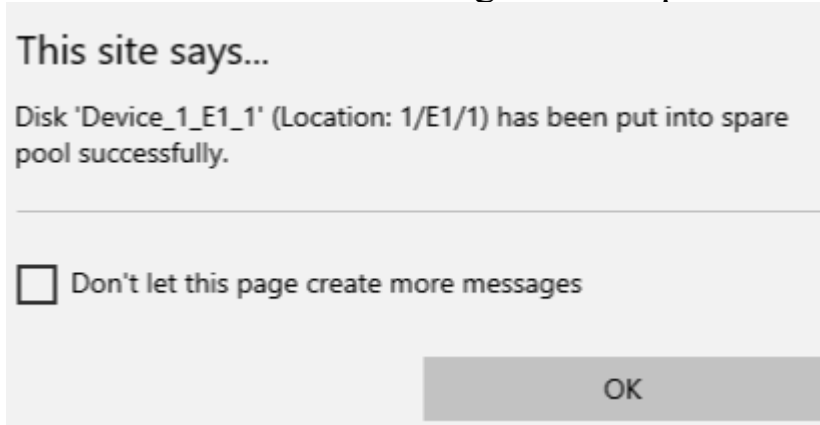 This site says...
Disk 'Device_1_E1_1' (Location: 1/E1/1) has been put into spare
pool successfully.
Don't let this page create more messages
OK